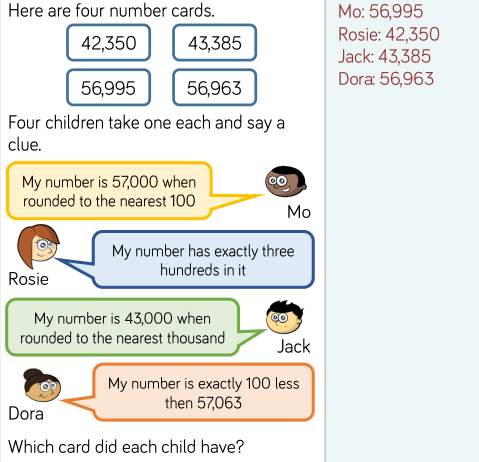 Here are four number cards.
42,350
43,385
56,995
56,963
Four children take one each and say a
clue.
My number is 57,000 when
rounded to the nearest 100
Mo
My number has exactly three
hundreds in it
Rosie
My number is 43,000 when
rounded to the nearest thousand
Jack
My number is exactly 100 less
then 57,063
Dora
Which card did each child have?
Mo: 56,995
Rosie: 42,350
Jack: 43,385
Dora: 56,963